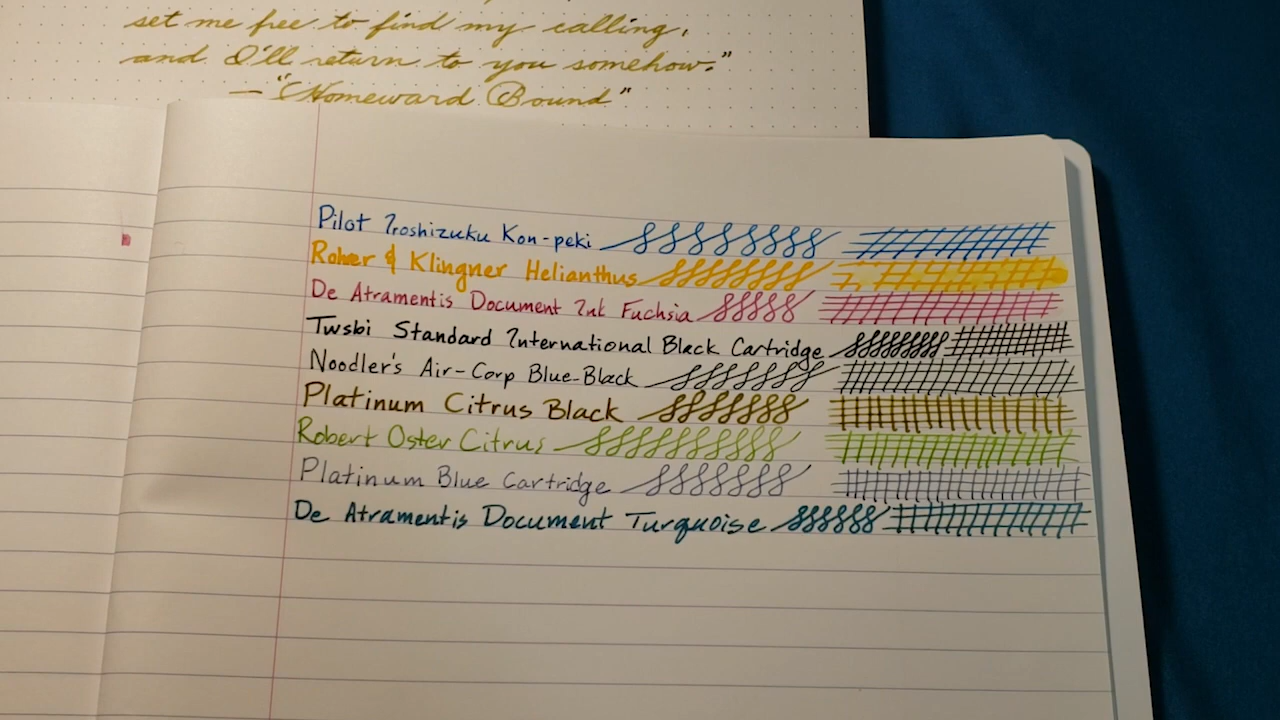 set me free to find my calling,
and I'll return to you somehow."
— "Homeward Bound"
Pilot Iroshizuku Kon-peki
Rohrer & Klingner Helianthus
De Atramentis Document Ink Fuchsia
Twsbi Standard International Black Cartridge
Noodler's Air-Corp Blue-Black
Platinum Citrus Black
Robert Oster Citrus
Platinum Blue Cartridge
De Atramentis Document Turquoise